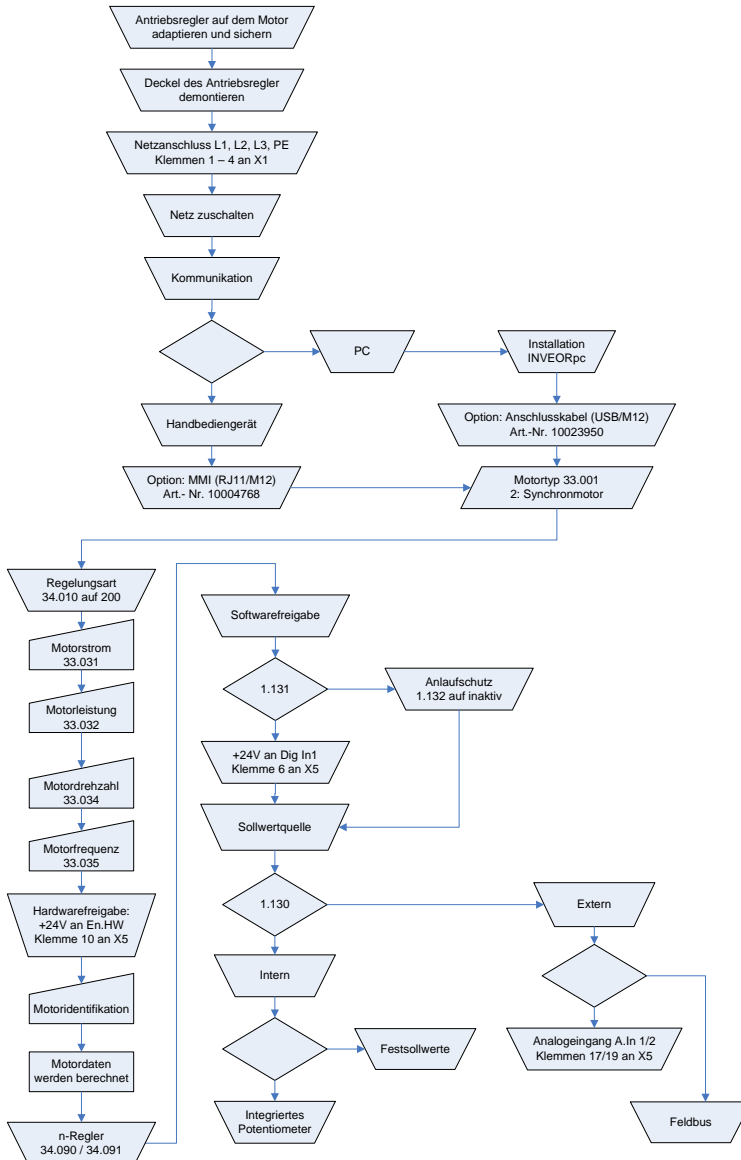 Antriebsregler auf dem Motor
adaptieren und sichern
Deckel des Antriebsregler
demontieren
Netzanschluss L1, L2, L3, PE
Klemmen 1 – 4 an X1
Netz zuschalten
Kommunikation
PC
Installation
INVEORpc
Handbediengerät
Option: Anschlusskabel (USB/M12)
Art.-Nr. 10023950
Option: MMI (RJ11/M12)
Art.- Nr. 10004768
Motortyp 33.001
2: Synchronmotor
Regelungsart
34.010 auf 200
Motorstrom
33.031
Motorleistung
33.032
Motordrehzahl
33.034
Motorfrequenz
33.035
Hardwarefreigabe:
+24V an En.HW
Klemme 10 an X5
Motoridentifikation
Motordaten
werden berechnet
n-Regler
34.090 / 34.091
Softwarefreigabe
1.131
Anlaufschutz
1.132 auf inaktiv
+24V an Dig In1
Klemme 6 an X5
Sollwertquelle
1.130
Extern
Intern
Festsollwerte
Analogeingang A.In 1/2
Klemmen 17/19 an X5
Integriertes
Potentiometer
Feldbus